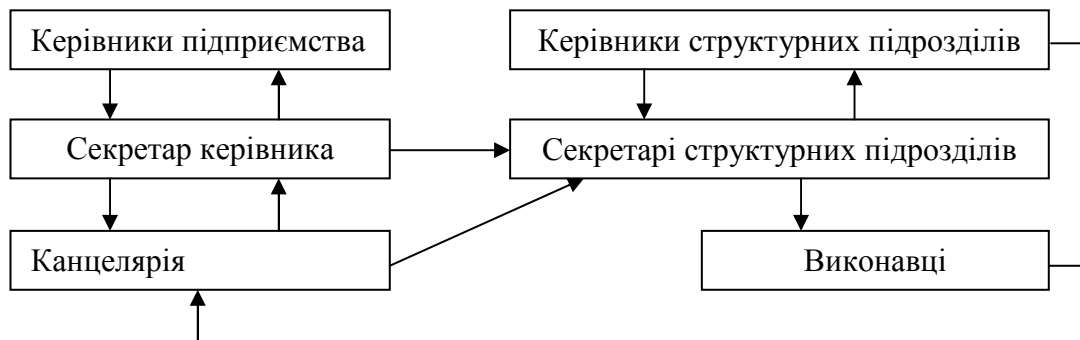 Керівники підприємства
Керівники структурних підрозділів
Секретар керівника
Секретарі структурних підрозділів
Канцелярія
Виконавці